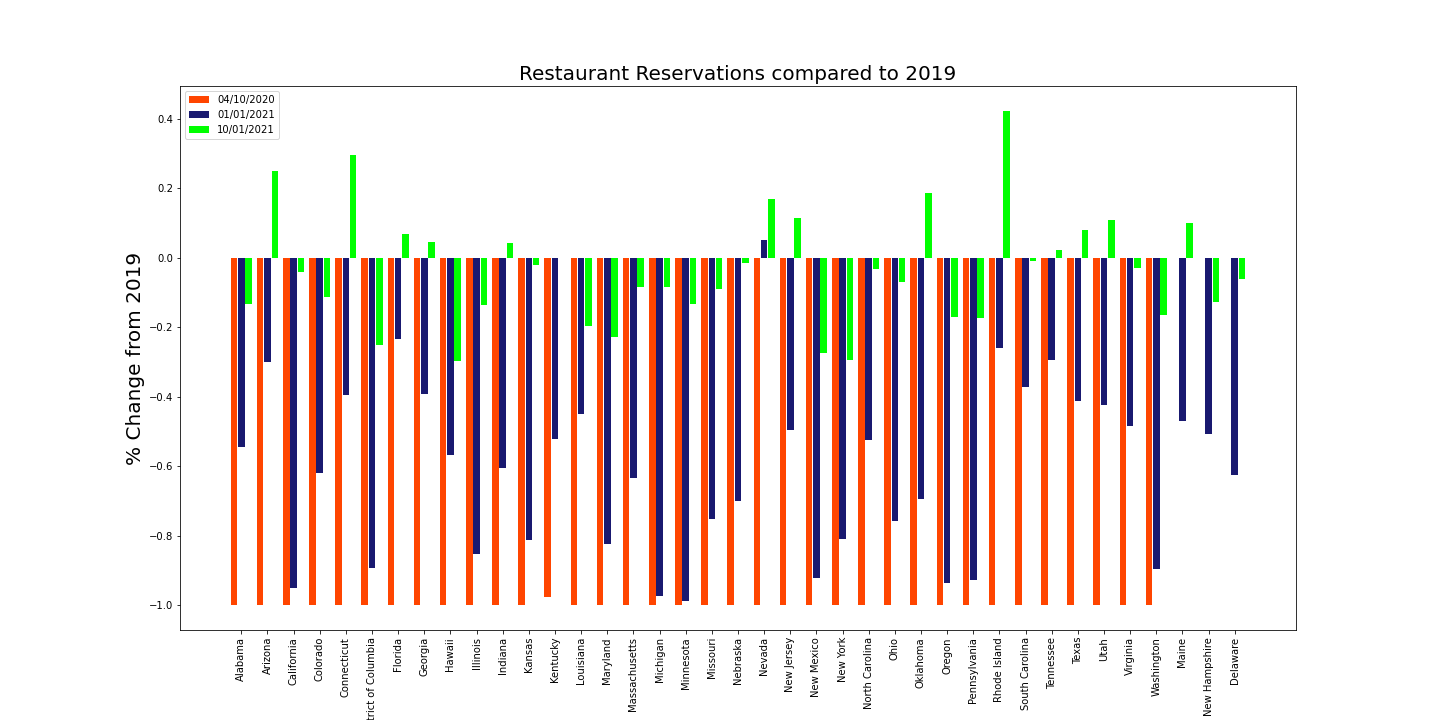 Restaurant Reservations compared to 2019
04/10/2020
01/01/2021
10/01/2021
% Change from 2019
0.4
0.2
0.0
−0.2
−0.4
−0.6
−0.8
−1.0
Alabama
Arizona
California
Colorado
Connecticut
trict of Columbia
Florida
Georgia
Hawaii
Illinois
Indiana
Kansas
Kentucky
Louisiana
Maryland
Massachusetts
Michigan
Minnesota
Missouri
Nebraska
Nevada
New Jersey
New Mexico
New York
North Carolina
Ohio
Oklahoma
Oregon
Pennsylvania
Rhode Island
South Carolina
Tennessee
Texas
Utah
Virginia
Washington
Maine
New Hampshire
Delaware